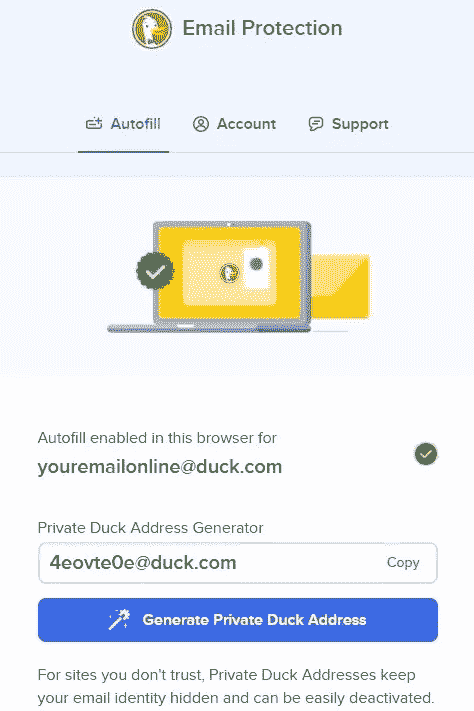 Email Protection
Autofill
Account
Support
Autofill enabled in this browser for
youremailonline@duck.com
Private Duck Address Generator
4eovte0e@duck.com
Copy
Generate Private Duck Address
For sites you don't trust, Private Duck Addresses keep
your email identity hidden and can be easily deactivated.